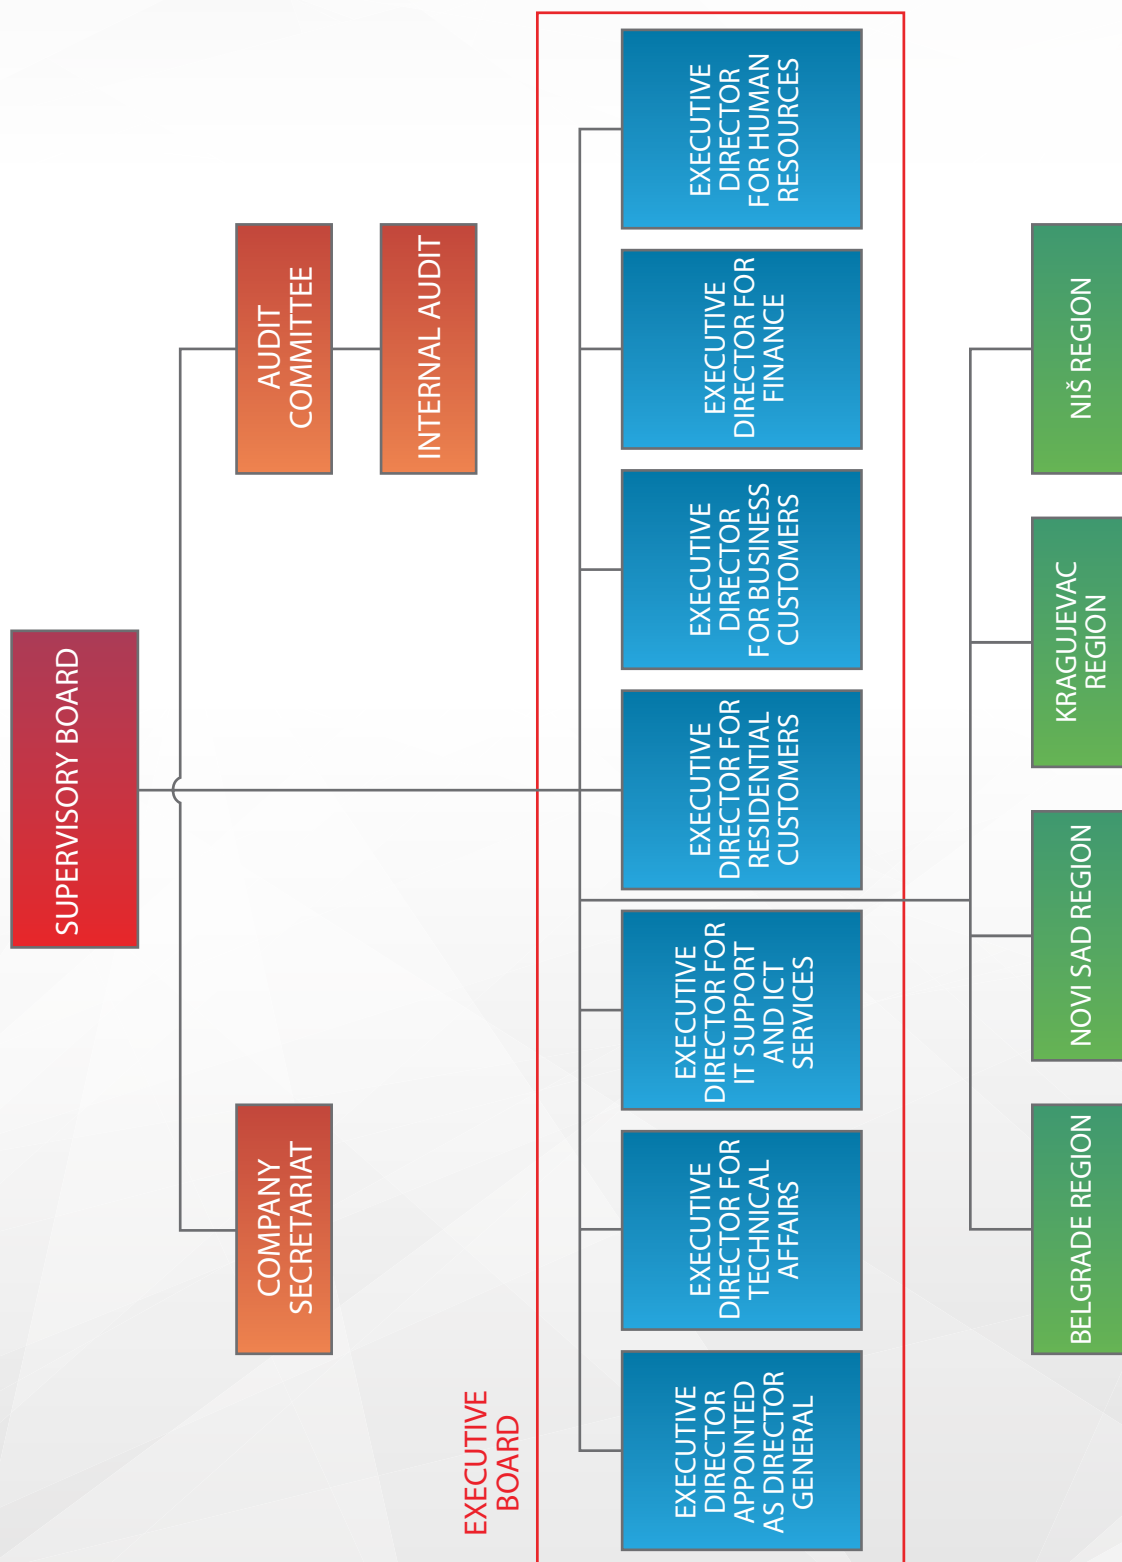 SUPERVISORY BOARD
COMPANY
SECRETARIAT
AUDIT
COMMITTEE
INTERNAL AUDIT
EXECUTIVE
BOARD
EXECUTIVE
DIRECTOR
APPOINTED
AS DIRECTOR
GENERAL
EXECUTIVE
DIRECTOR FOR
TECHNICAL
AFFAIRS
EXECUTIVE
DIRECTOR FOR
IT SUPPORT
AND ICT
SERVICES
EXECUTIVE
DIRECTOR FOR
RESIDENTIAL
CUSTOMERS
EXECUTIVE
DIRECTOR
FOR BUSINESS
CUSTOMERS
EXECUTIVE
DIRECTOR FOR
FINANCE
EXECUTIVE
DIRECTOR
FOR HUMAN
RESOURCES
BELGRADE REGION
NOVI SAD REGION
KRAGUJEVAC
REGION
NIŠ REGION